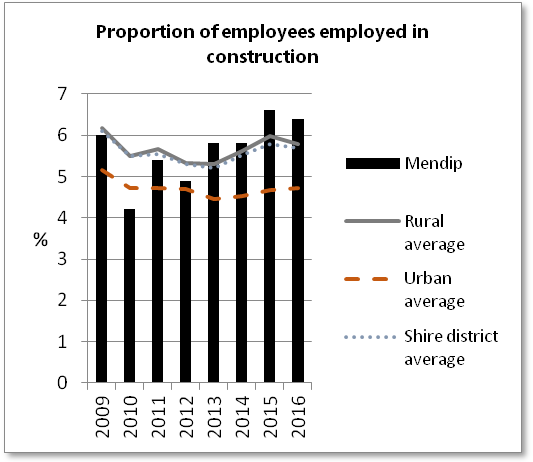 Proportion of employees employed in
construction
7
6
5
4
3
2
1
0
%
2009
2010
2011
2012
2013
2014
2015
2016
Mendip
Rural
average
Urban
average
Shire district
average